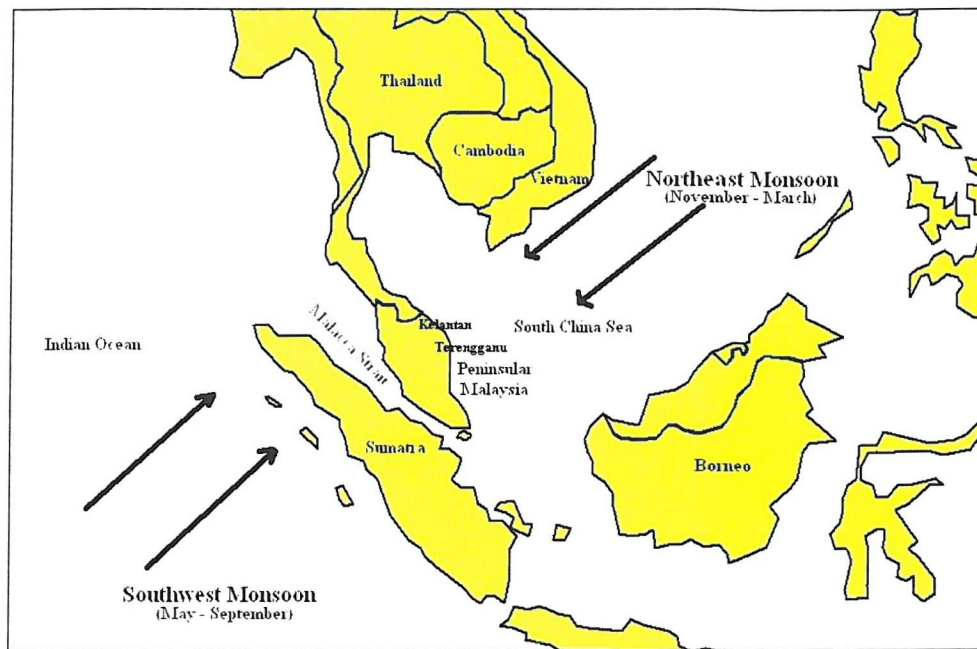 Thailand
Cambodia
Vietnam
Northeast Monsoon
(November - March)
Kelantan
South China Sea
Malacca Strait
Terengganu
Indian Ocean
Peninsular
Malaysia
Sumatra
Borneo
Southwest Monsoon
(May - September)